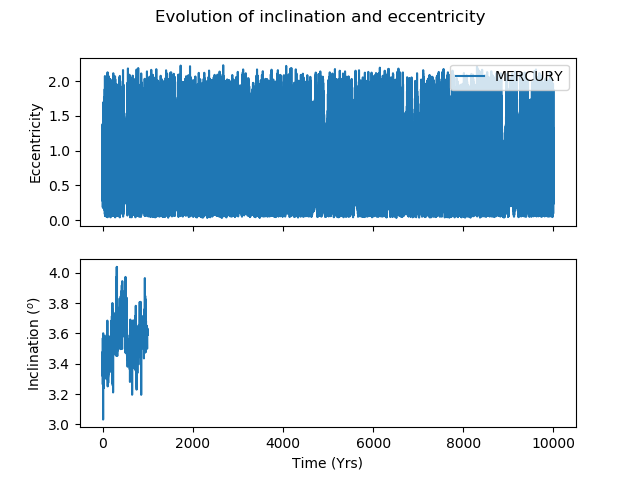 Evolution of inclination and eccentricity
Eccentricity
2.0
1.5
1.0
0.5
0.0
MERCURY
Inclination (°)
4.0
3.8
3.6
3.4
3.2
3.0
0 2000 4000 6000 8000 10000
Time (Yrs)